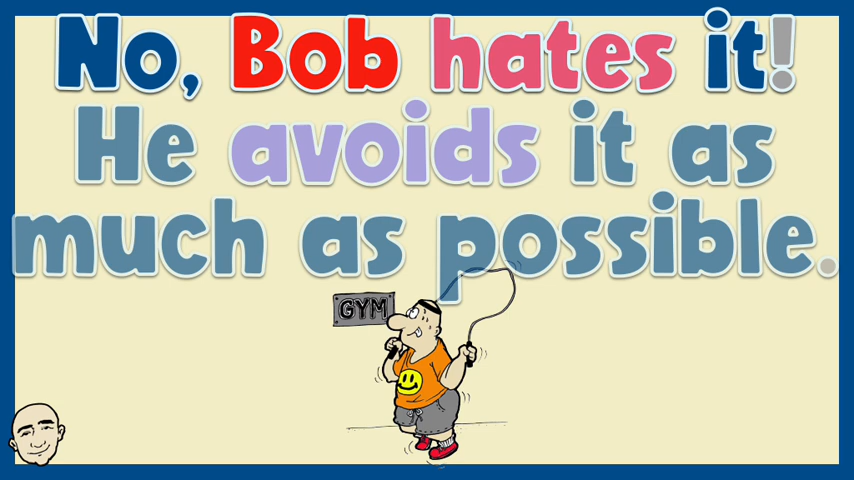 No, Bob hates it!
He avoids it as
much as possible.
GYM